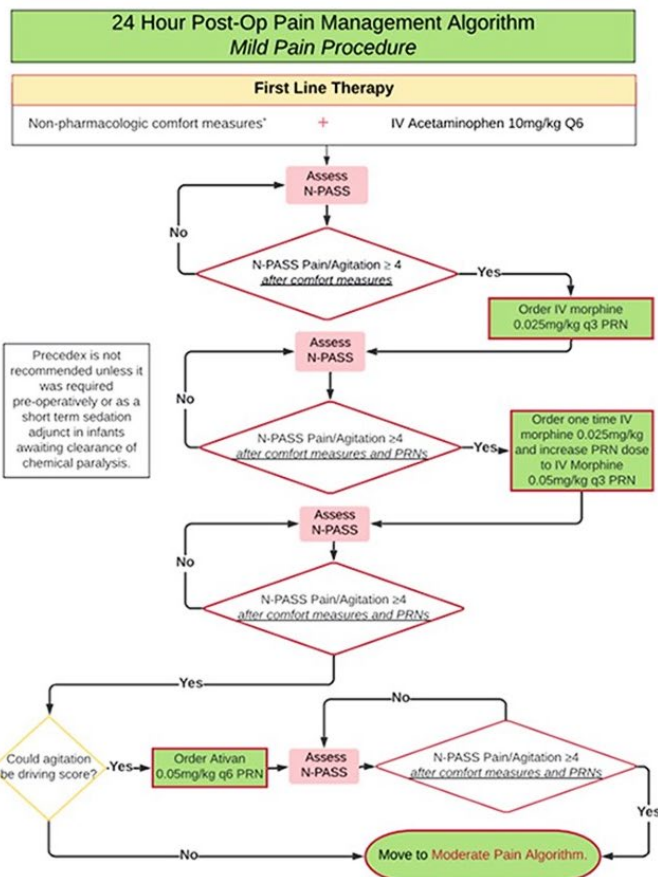 24 Hour Post-Op Pain Management Algorithm
Mild Pain Procedure
First Line Therapy
Non-pharmacologic comfort measures* + IV Acetaminophen 10mg/kg Q6
Assess
N-PASS
No
N-PASS Pain/Agitation ≥ 4
after comfort measures
Yes
Order IV morphine
0.025mg/kg q3 PRN
Assess
N-PASS
Precedex is not
recommended unless it
was required
pre-operatively or as a
short term sedation
adjunct in infants
awaiting clearance of
chemical paralysis.
No
N-PASS Pain/Agitation ≥4
after comfort measures and PRNs
Yes
Order one time IV
morphine 0.025mg/kg
and increase PRN dose
to IV Morphine
0.05mg/kg q3 PRN
Assess
N-PASS
No
N-PASS Pain/Agitation ≥4
after comfort measures and PRNs
Yes
Could agitation
be driving score?
Yes
Order Ativan
0.05mg/kg q6 PRN
Assess
N-PASS
No
N-PASS Pain/Agitation ≥4
after comfort measures and PRNs
Yes
No
Move to Moderate Pain Algorithm.